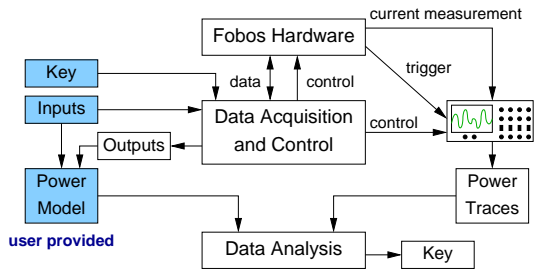 current measurement
Fobos Hardware
Key
data
control
trigger
Inputs
Data Acquisition
and Control
control
Outputs
Power
Model
Power
Traces
user provided
Data Analysis
Key